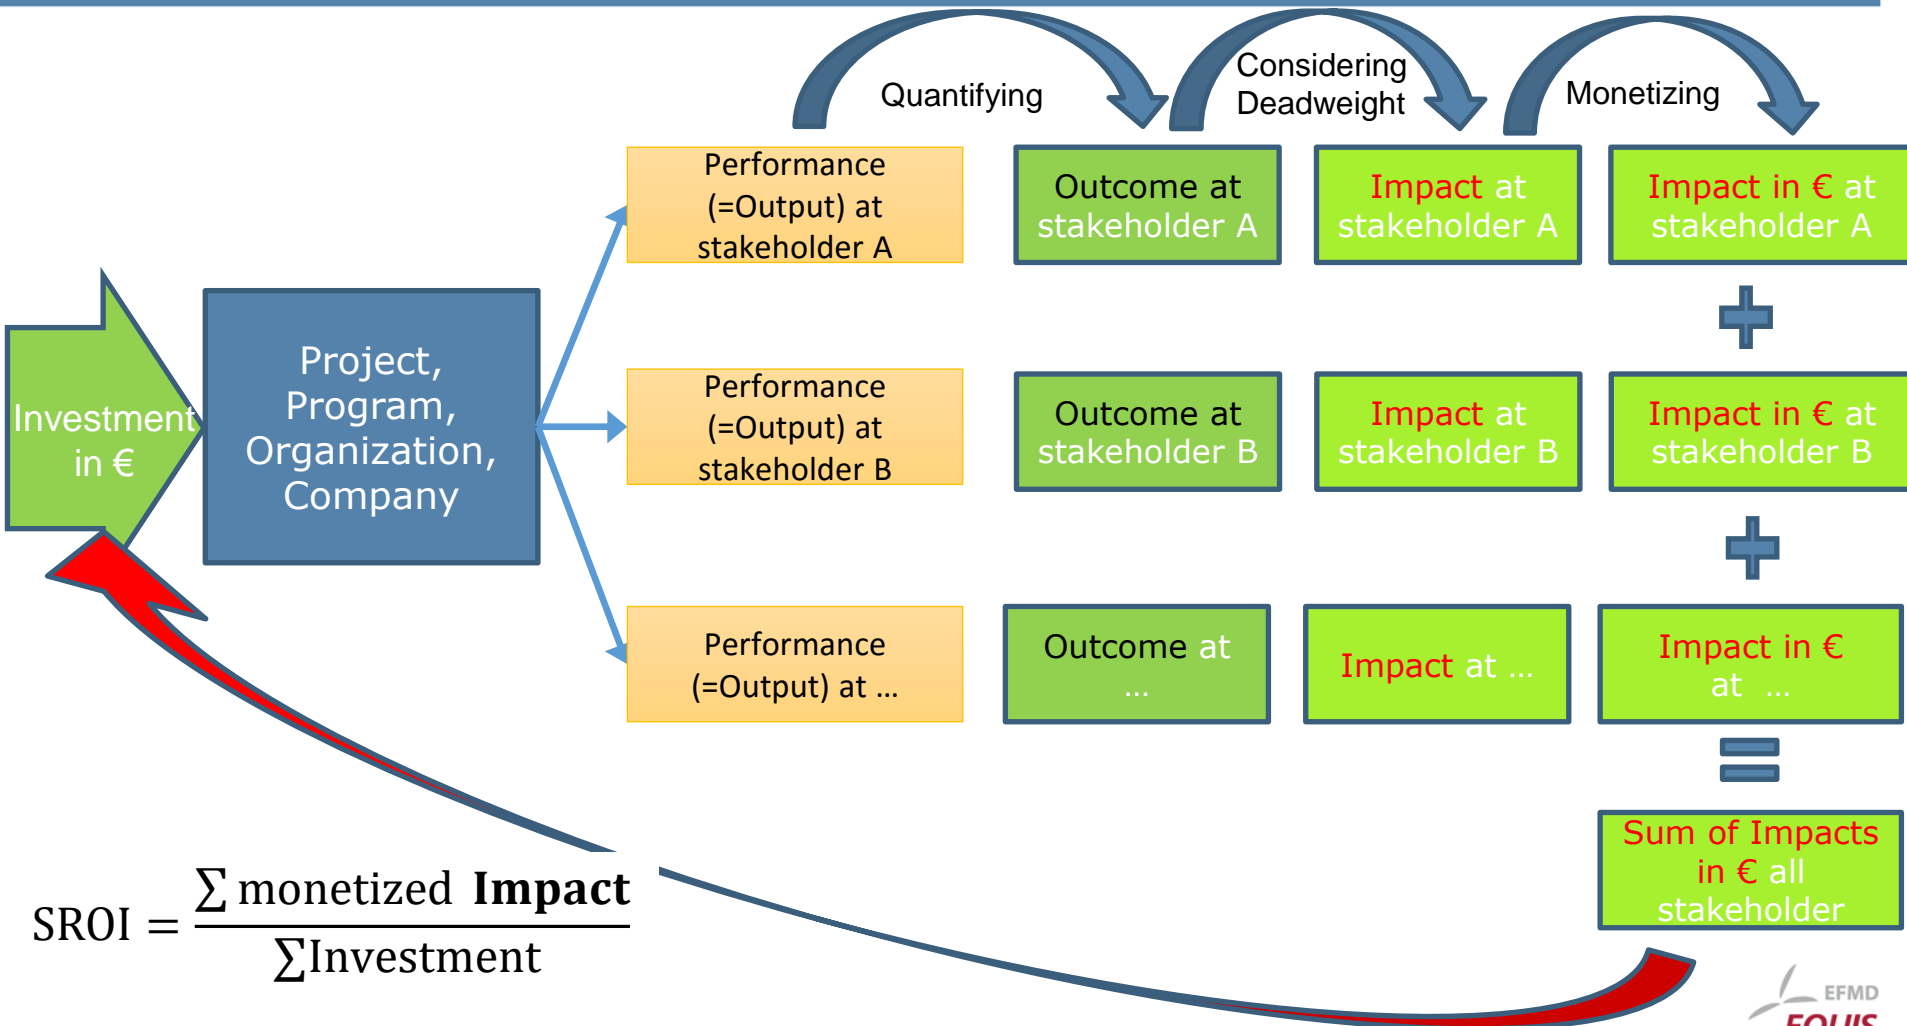 Quantifying
Considering
Deadweight
Monetizing
Performance
(=Output) at
stakeholder A
Outcome at
stakeholder A
Impact at
stakeholder A
Impact in € at
stakeholder A
Investment
in €
Project,
Program,
Organization,
Company
Performance
(=Output) at
stakeholder B
Outcome at
stakeholder B
Impact at
stakeholder B
Impact in € at
stakeholder B
Performance
(=Output) at ...
Outcome at
...
Impact at ...
Impact in €
at ...
Sum of Impacts
in € all
stakeholder
SROI = ∑ monetized Impact
∑Investment
EFMD
EQUIS